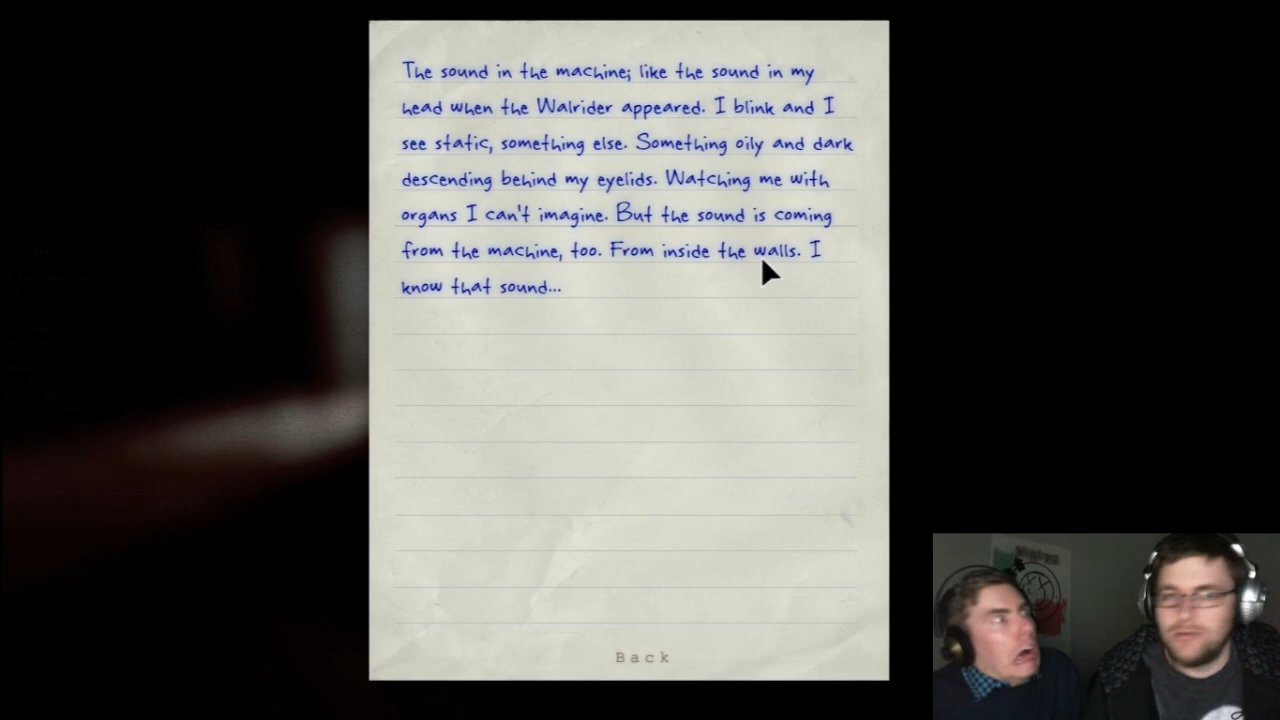 The sound in the machine; like the sound in my
head when the Walrider appeared. I blink and I
see static, something else. Something oily and dark
descending behind my eyelids. Watching me with
organs I can't imagine. But the sound is coming
from the machine, too. From inside the walls. I
know that sound...
Back